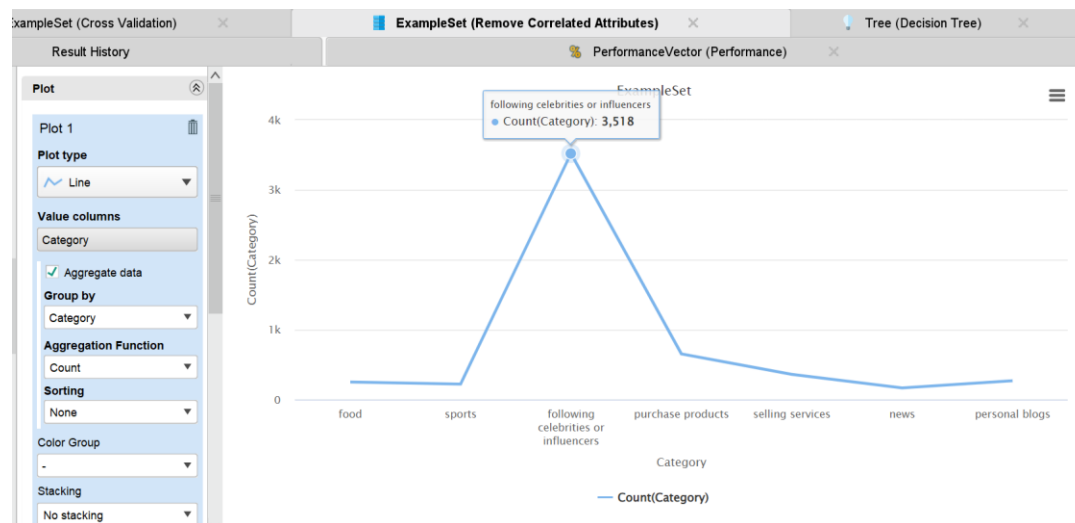 ExampleSet (Cross Validation)
ExampleSet (Remove Correlated Attributes)
Tree (Decision Tree)
Result History
PerformanceVector (Performance)
Plot
Plot 1
Plot type
Line
Value columns
Category
Aggregate data
Group by
Category
Aggregation Function
Count
Sorting
None
Color Group
-
Stacking
No stacking
ExampleSet
following celebrities or influencers
Count(Category): 3,518
4k
3k
2k
1k
0
Count(Category)
food
sports
following
celebrities or
influencers
purchase products
selling services
news
personal blogs
Category
Count(Category)